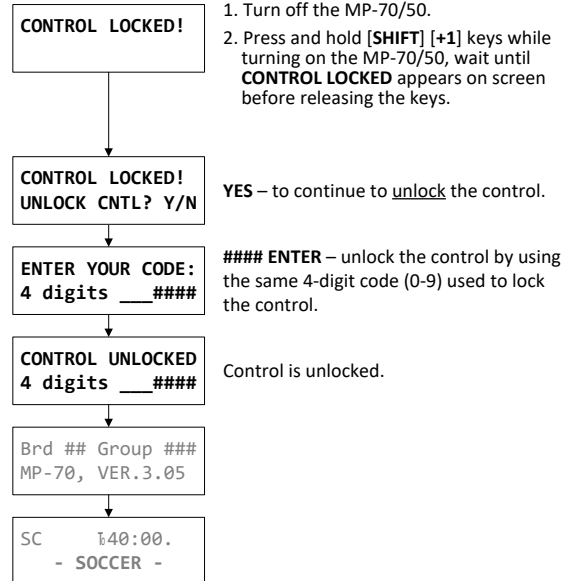 CONTROL LOCKED!
1. Turn off the MP-70/50.
2. Press and hold [SHIFT] [+1] keys while
turning on the MP-70/50, wait until
CONTROL LOCKED appears on screen
before releasing the keys.
CONTROL LOCKED!
UNLOCK CNTL? Y/N
YES – to continue to unlock the control.
ENTER YOUR CODE:
4 digits ___####
#### ENTER – unlock the control by using
the same 4-digit code (0-9) used to lock
the control.
CONTROL UNLOCKED
4 digits ___####
Control is unlocked.
Brd ## Group ###
MP-70, VER.3.05
SC 40:00.
- SOCCER -